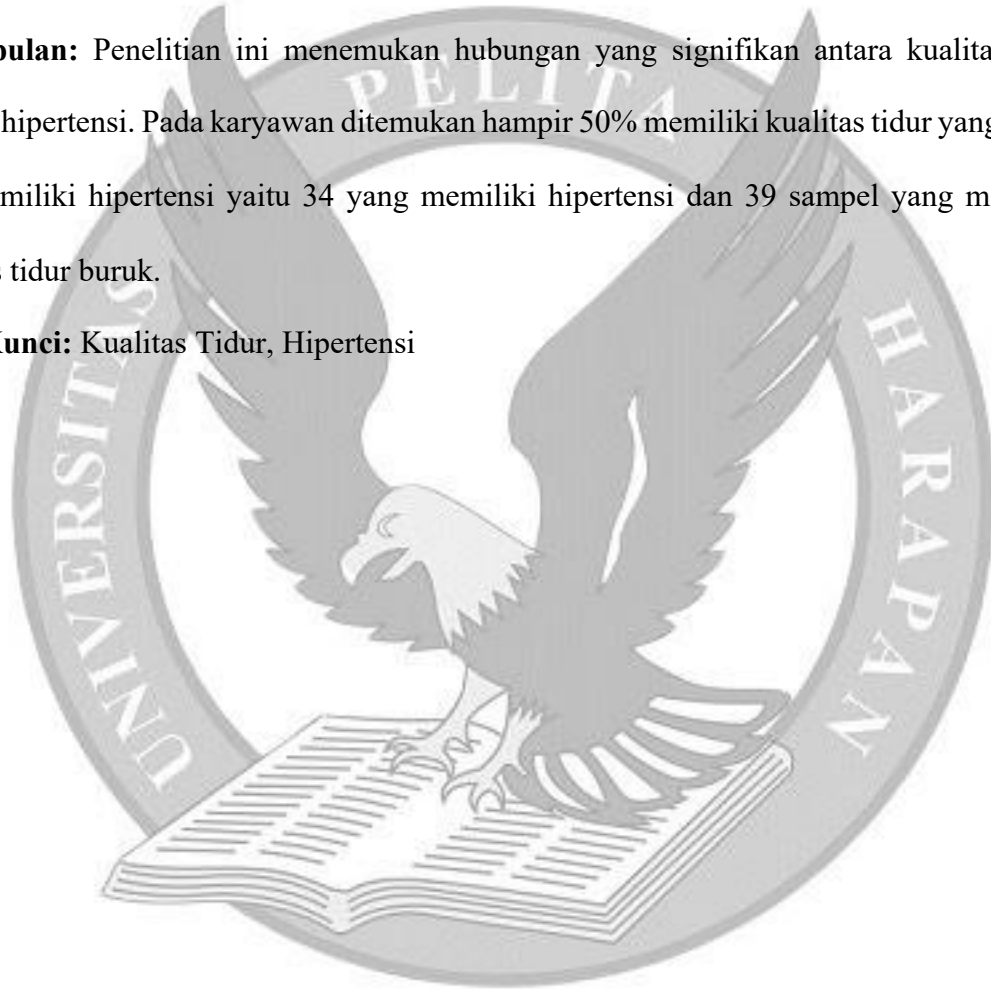 pulan: Penelitian ini menemukan hubungan yang signifikan antara kualita
hipertensi. Pada karyawan ditemukan hampir 50% memiliki kualitas tidur yang
miliki hipertensi yaitu 34 yang memiliki hipertensi dan 39 sampel yang m
s tidur buruk.
Kunci: Kualitas Tidur, Hipertensi
UNIVERSITAS PELITA HARAPAN